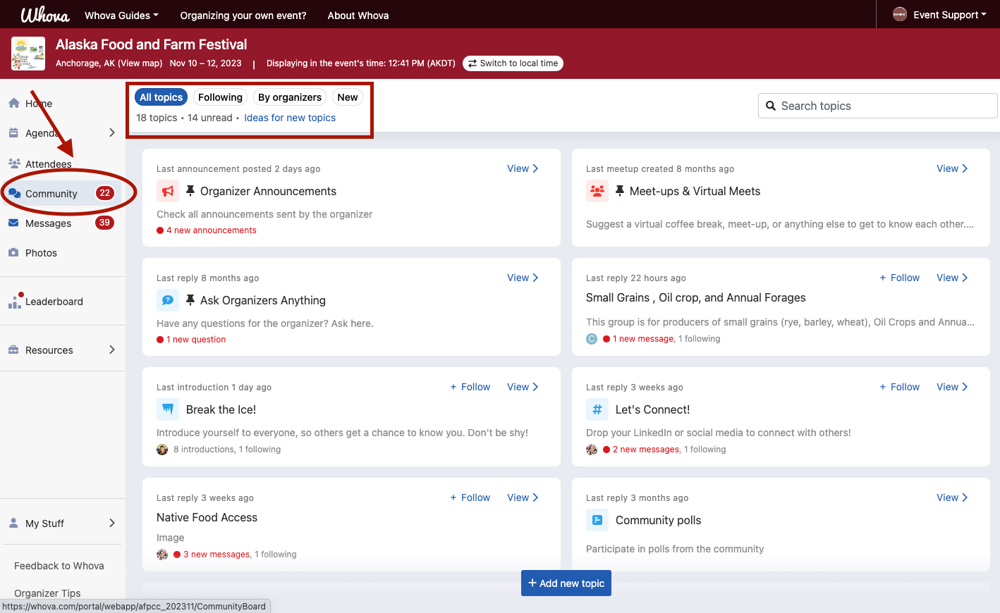 Whova
Whova Guides
Organizing your own event?
About Whova
Event Support
Alaska Food and Farm Festival
Anchorage, AK (View map) Nov 10 – 12, 2023 | Displaying in the event's time: 12:41 PM (AKDT)
Switch to local time
Home
Agenda
Attendees
Community 22
Messages 39
Photos
Leaderboard
Resources
My Stuff
Feedback to Whova
Organizer Tips
https://whova.com/portal/webapp/afpcc_202311/CommunityBoard
All topics Following By organizers New
18 topics • 14 unread • Ideas for new topics
Search topics
Last announcement posted 2 days ago View
Organizer Announcements
Check all announcements sent by the organizer
4 new announcements
Last meetup created 8 months ago View
Meet-ups & Virtual Meets
Suggest a virtual coffee break, meet-up, or anything else to get to know each other....
Last reply 8 months ago View
Ask Organizers Anything
Have any questions for the organizer? Ask here.
1 new question
Last reply 22 hours ago + Follow View
Small Grains , Oil crop, and Annual Forages
This group is for producers of small grains (rye, barley, wheat), Oil Crops and Annua...
C 1 new message, 1 following
Last introduction 1 day ago + Follow View
Break the Ice!
Introduce yourself to everyone, so others get a chance to know you. Don't be shy!
8 introductions, 1 following
Last reply 3 weeks ago + Follow View
# Let's Connect!
Drop your LinkedIn or social media to connect with others!
2 new messages, 1 following
Last reply 3 weeks ago + Follow View
Native Food Access
Image
3 new messages, 1 following
Last reply 3 months ago View
Community polls
Participate in polls from the community
+ Add new topic